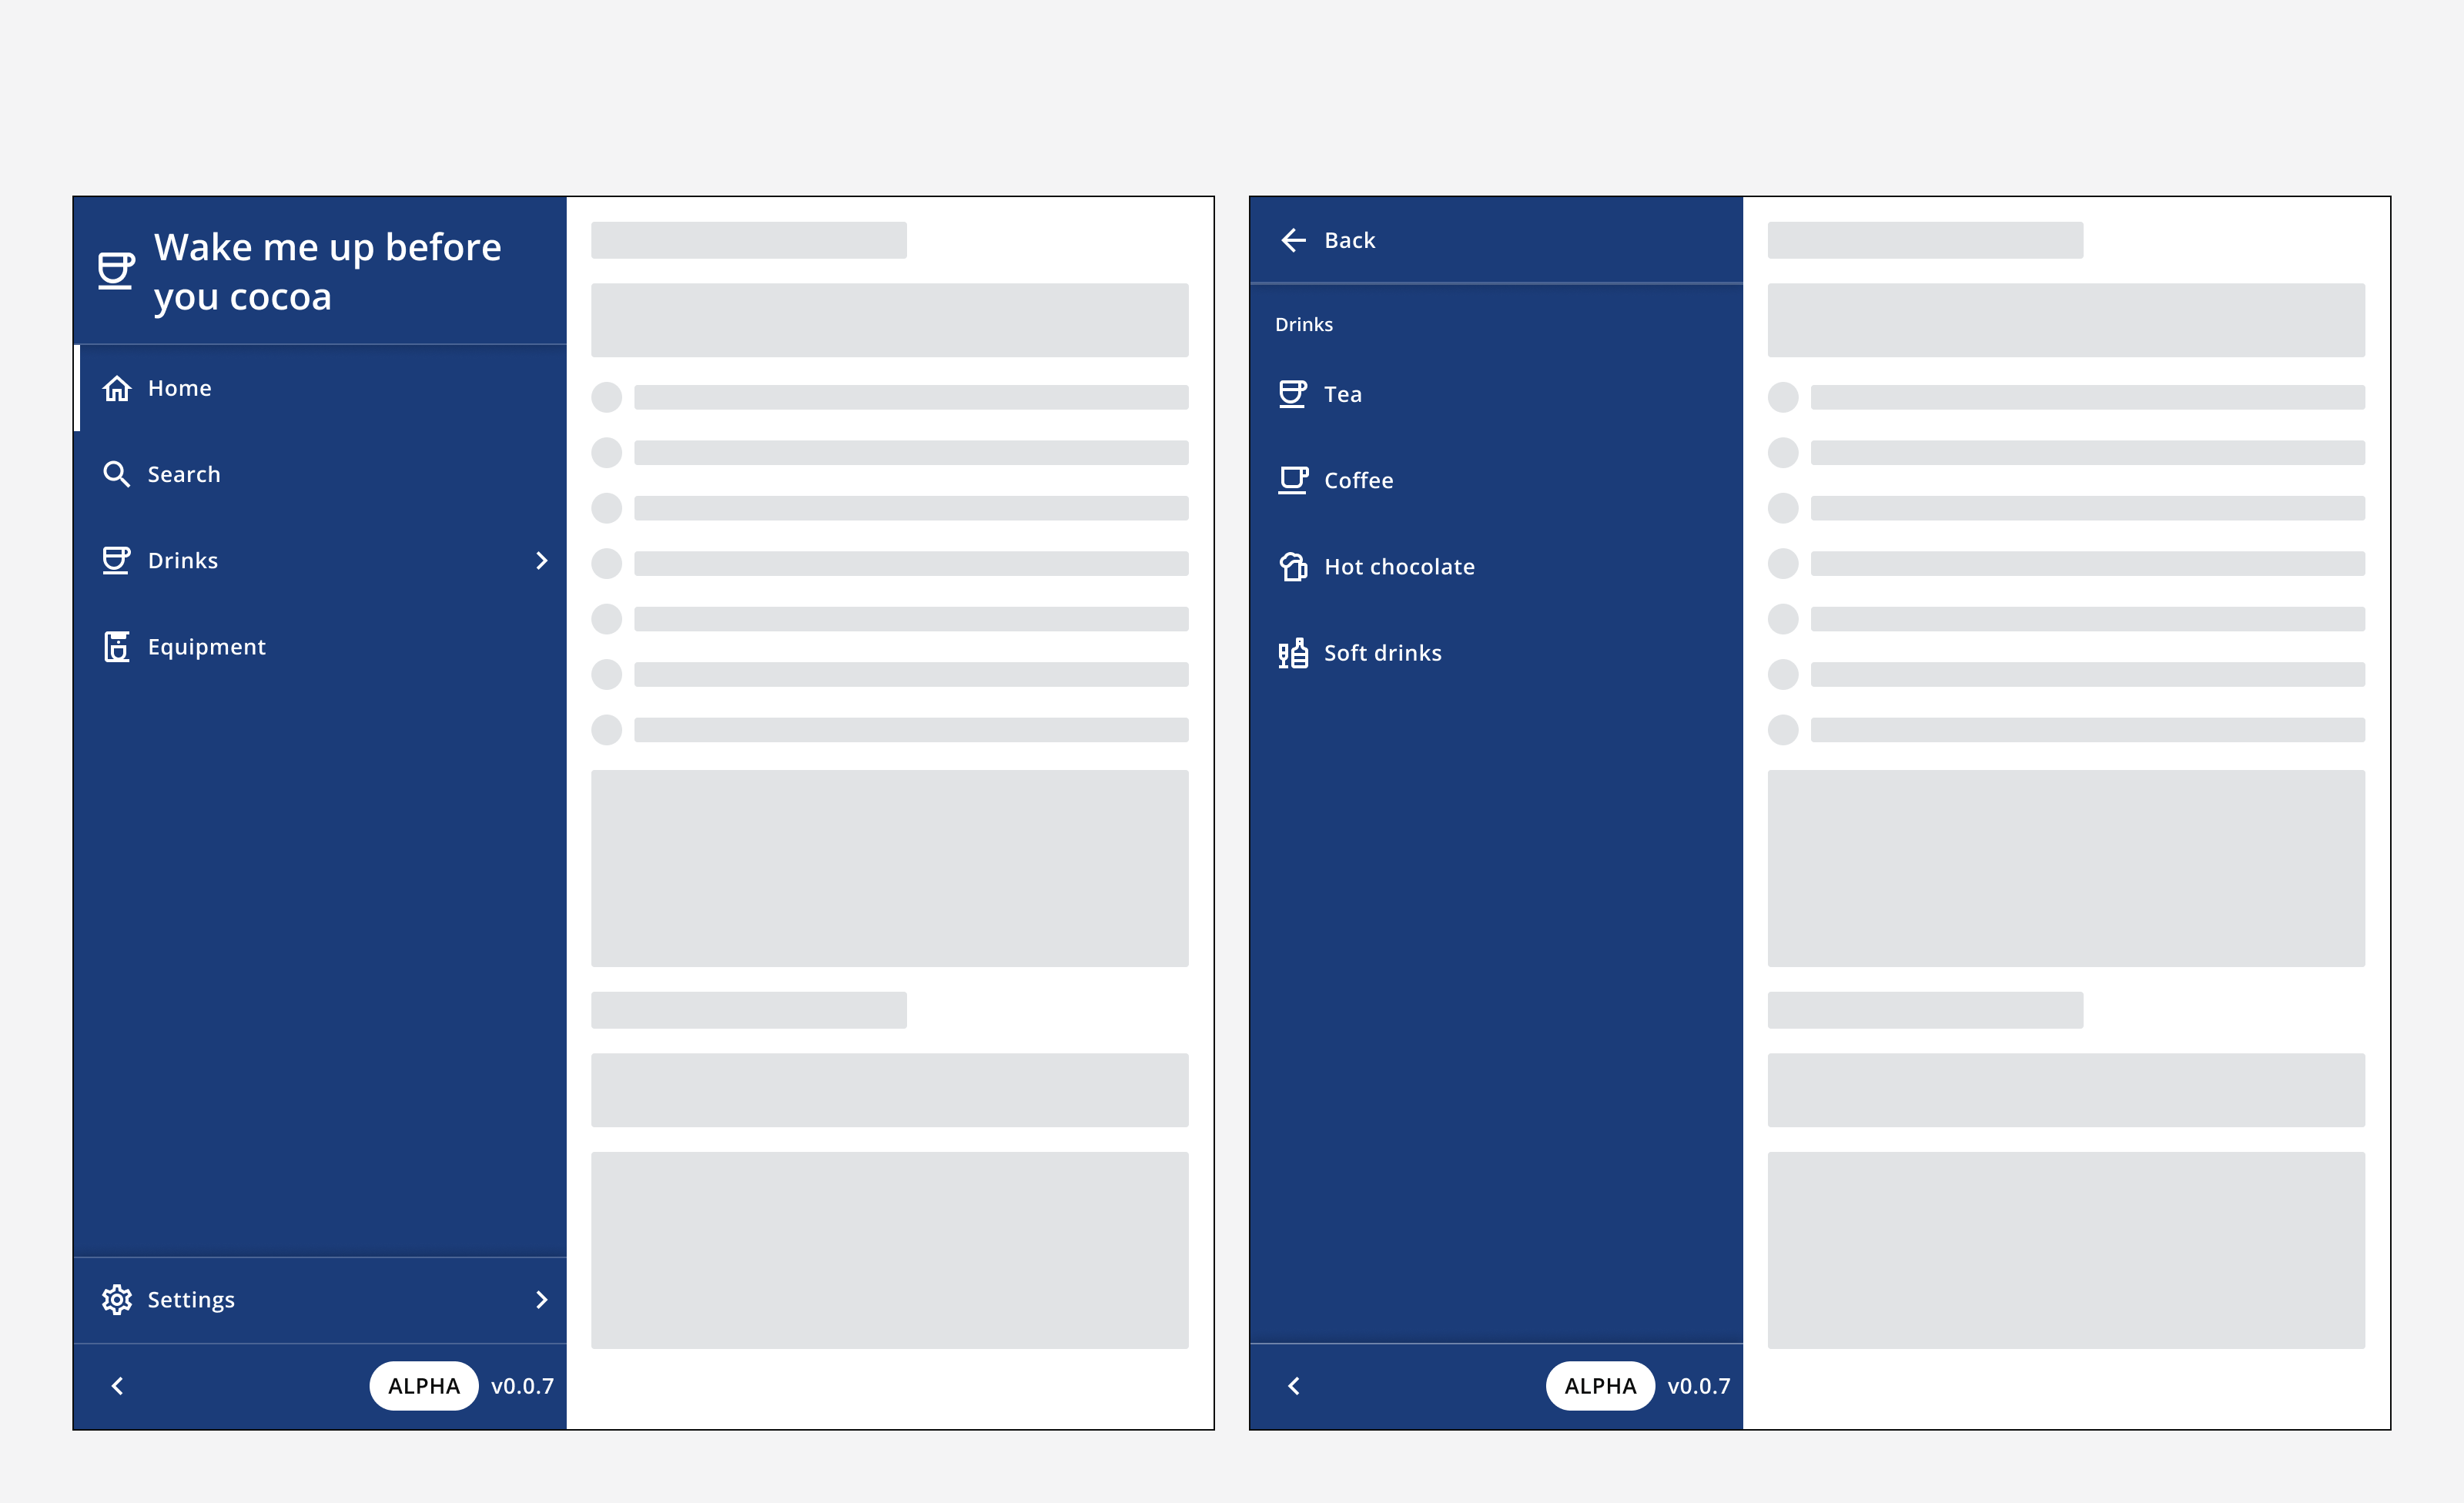 Wake me up before
you cocoa
Home
Search
Drinks
Equipment
Settings
ALPHA v0.0.7
Back
Drinks
Tea
Coffee
Hot chocolate
Soft drinks
ALPHA v0.0.7